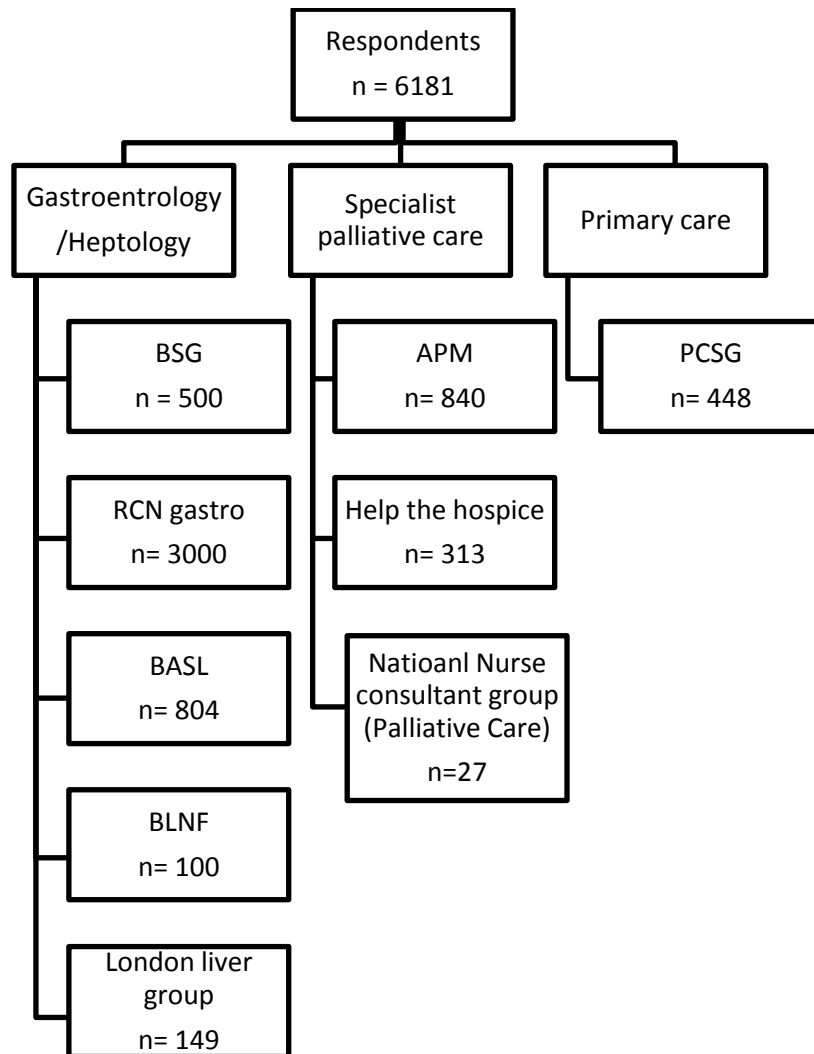 Respondents
n = 6181
Gastroentrology
/Heptology
Specialist
palliative care
Primary care
BSG
n = 500
APM
n= 840
PCSG
n= 448
RCN gastro
n= 3000
Help the hospice
n= 313
BASL
n= 804
Natioanl Nurse
consultant group
(Palliative Care)
n=27
BLNF
n= 100
London liver
group
n= 149